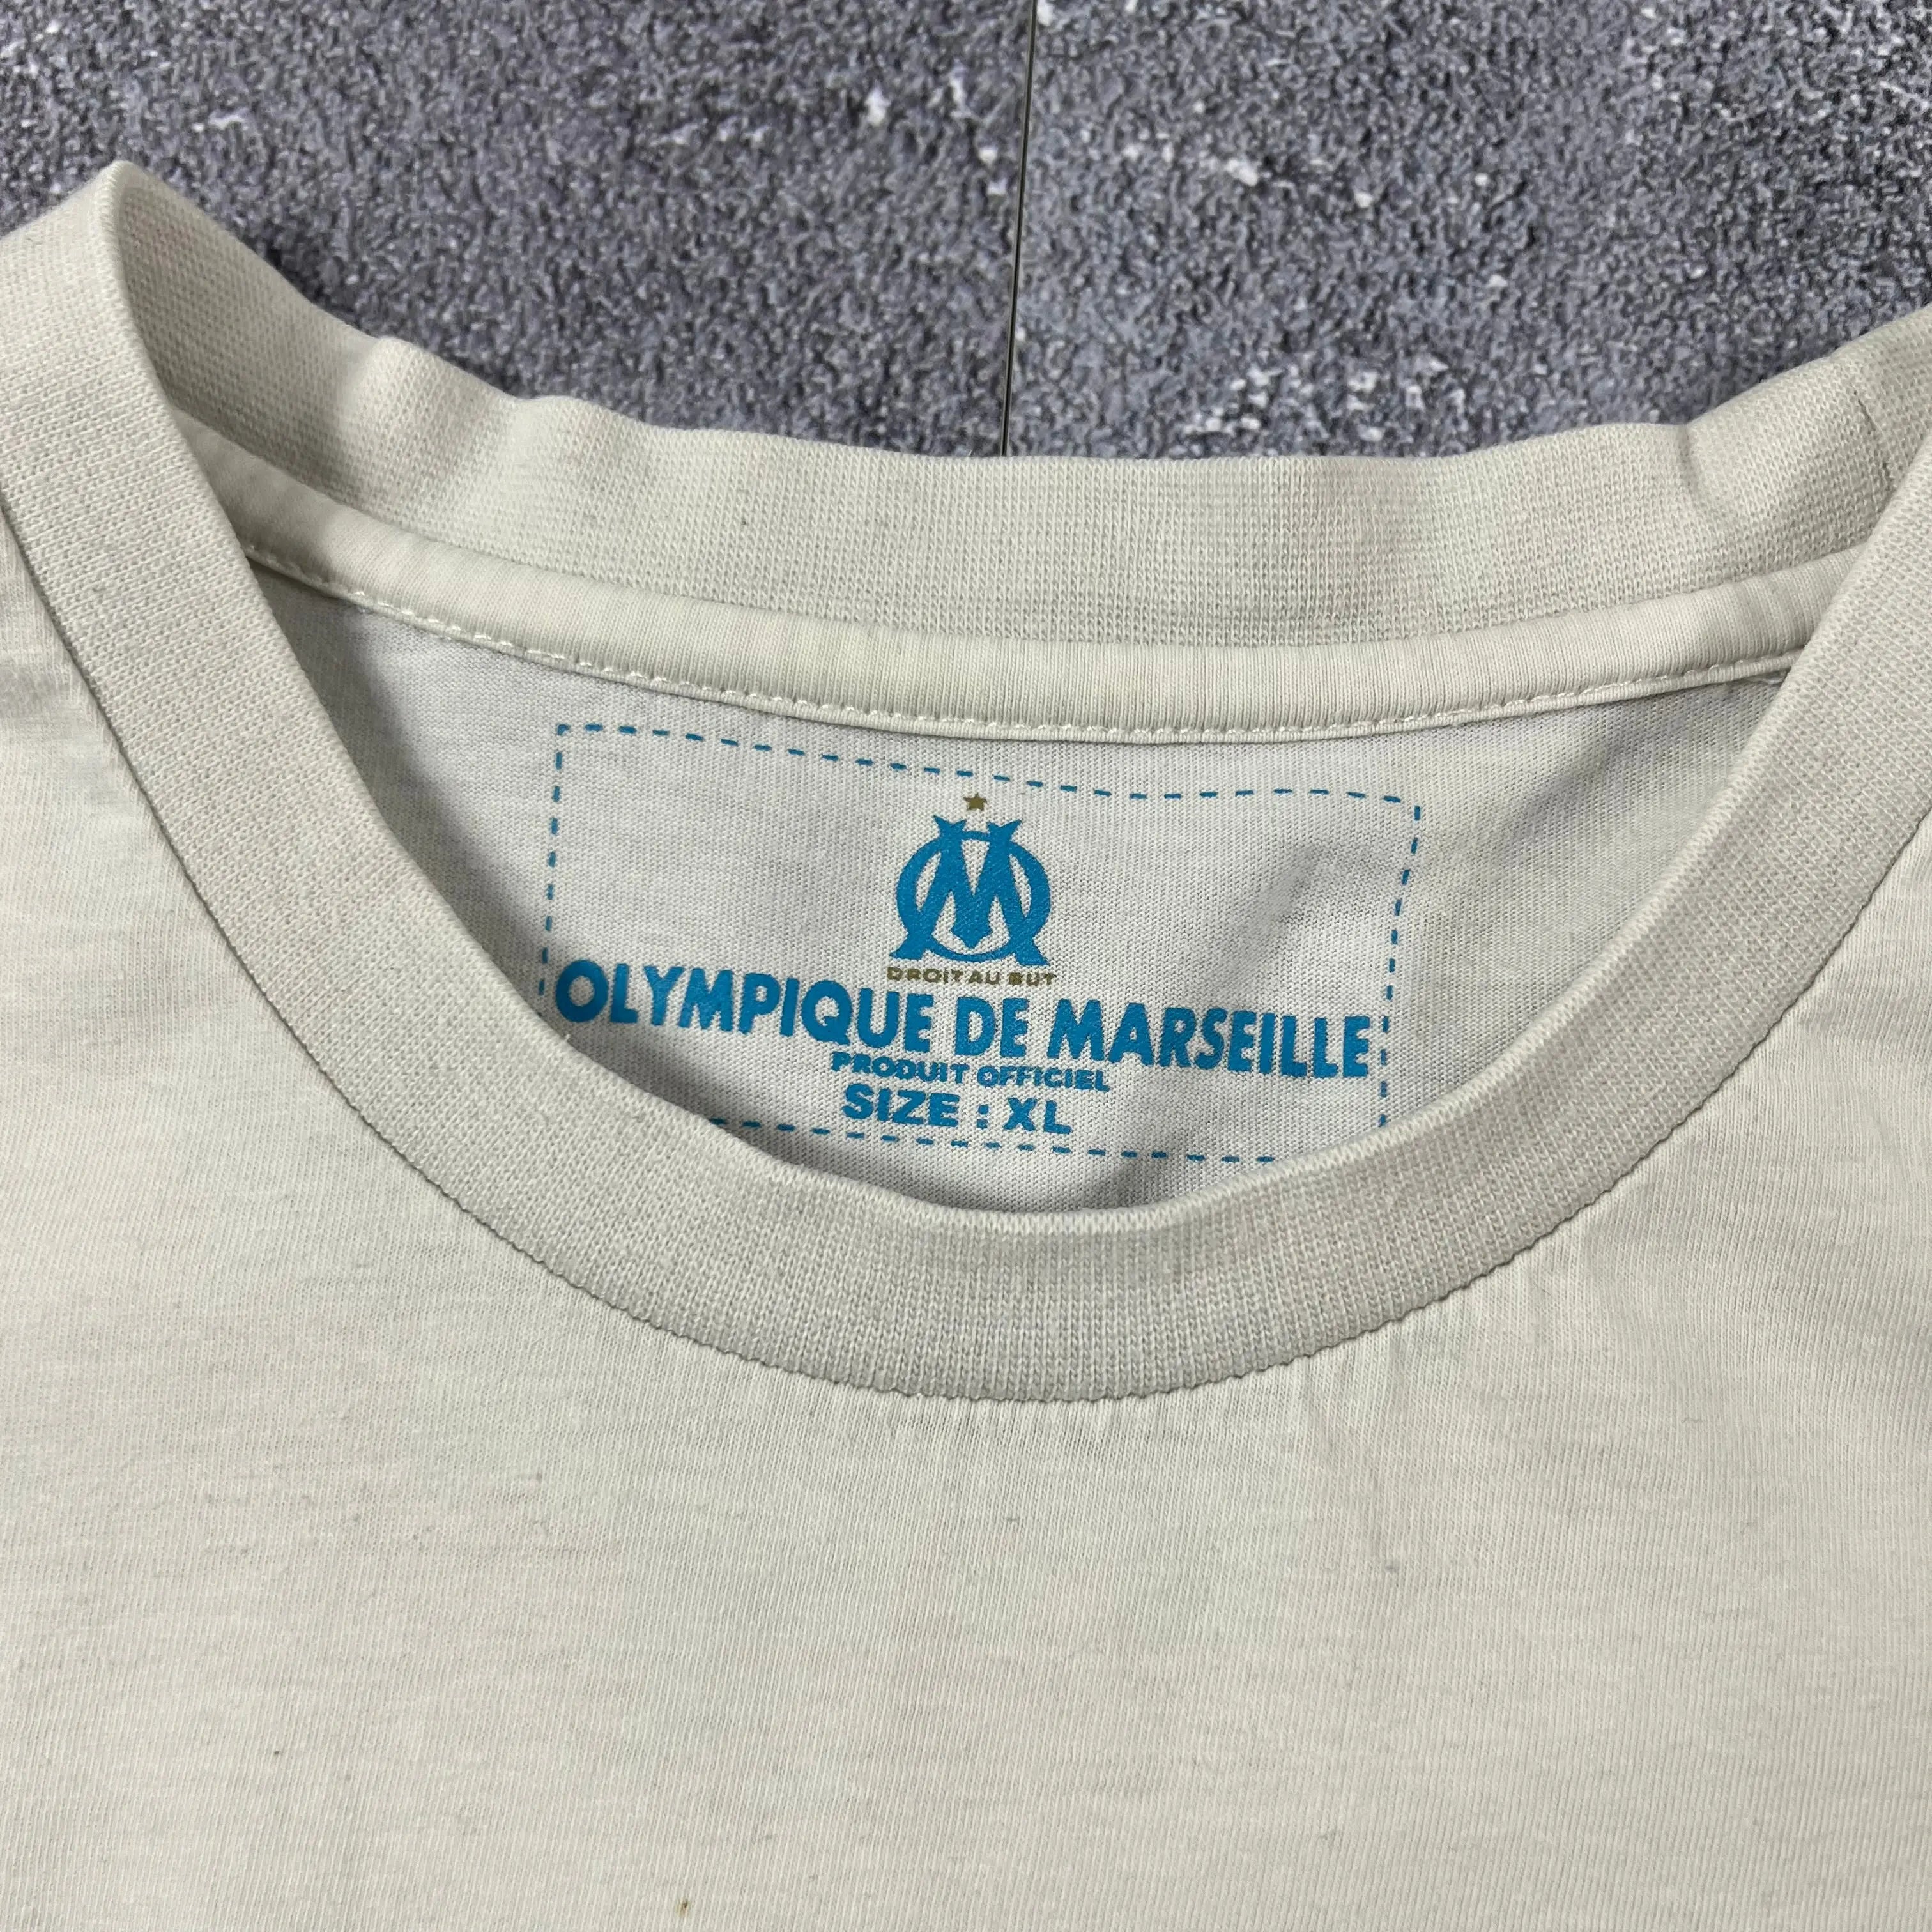 DROIT AU BUT
OLYMPIQUE DE MARSEILLE
PRODUIT OFFICIEL
SIZE : XL